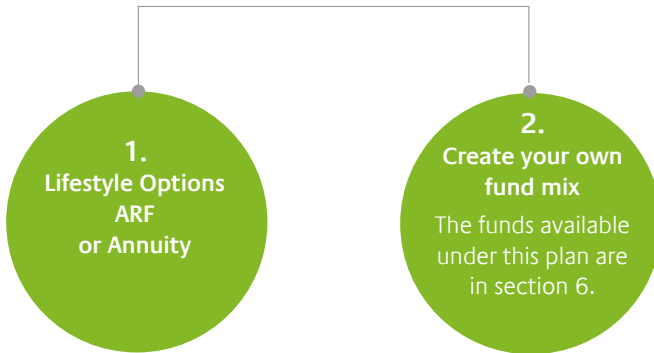 1.
Lifestyle Options
ARF
or Annuity
2.
Create your own
fund mix
The funds available
under this plan are
in section 6.